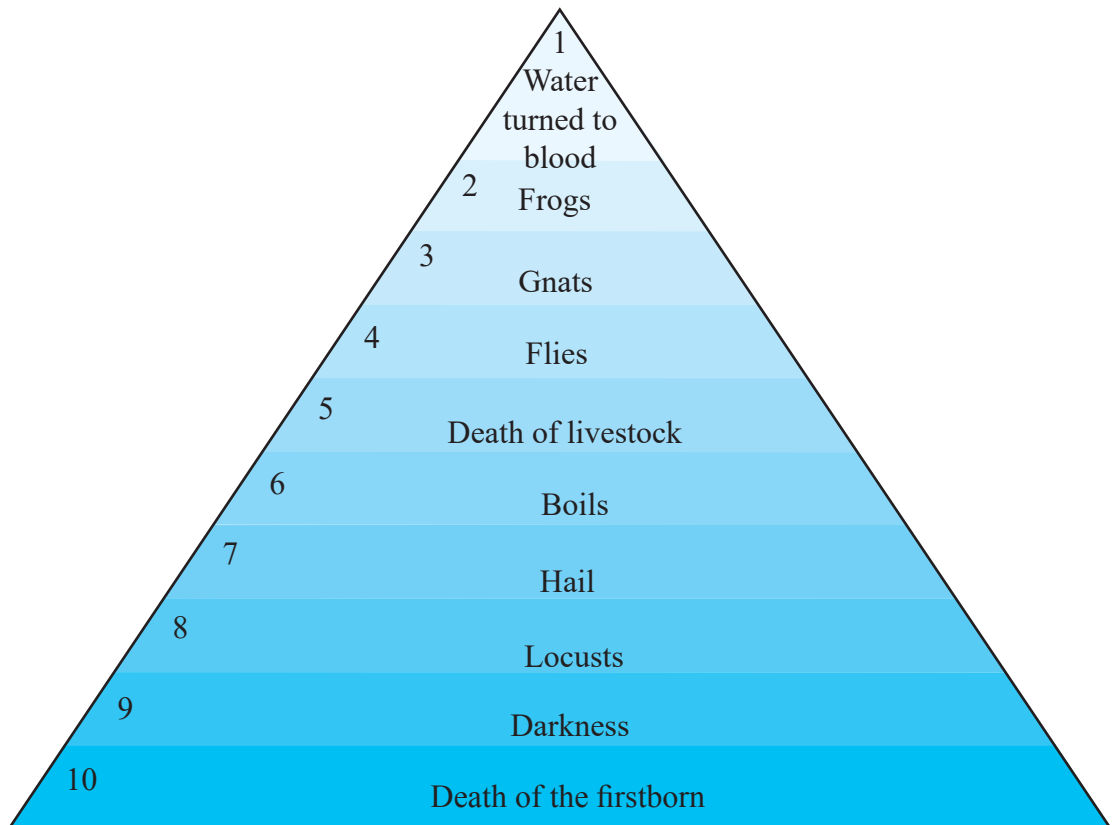 1
Water
turned to
blood
2
Frogs
3
Gnats
4
Flies
5
Death of livestock
6
Boils
7
Hail
8
Locusts
9
Darkness
10
Death of the firstborn